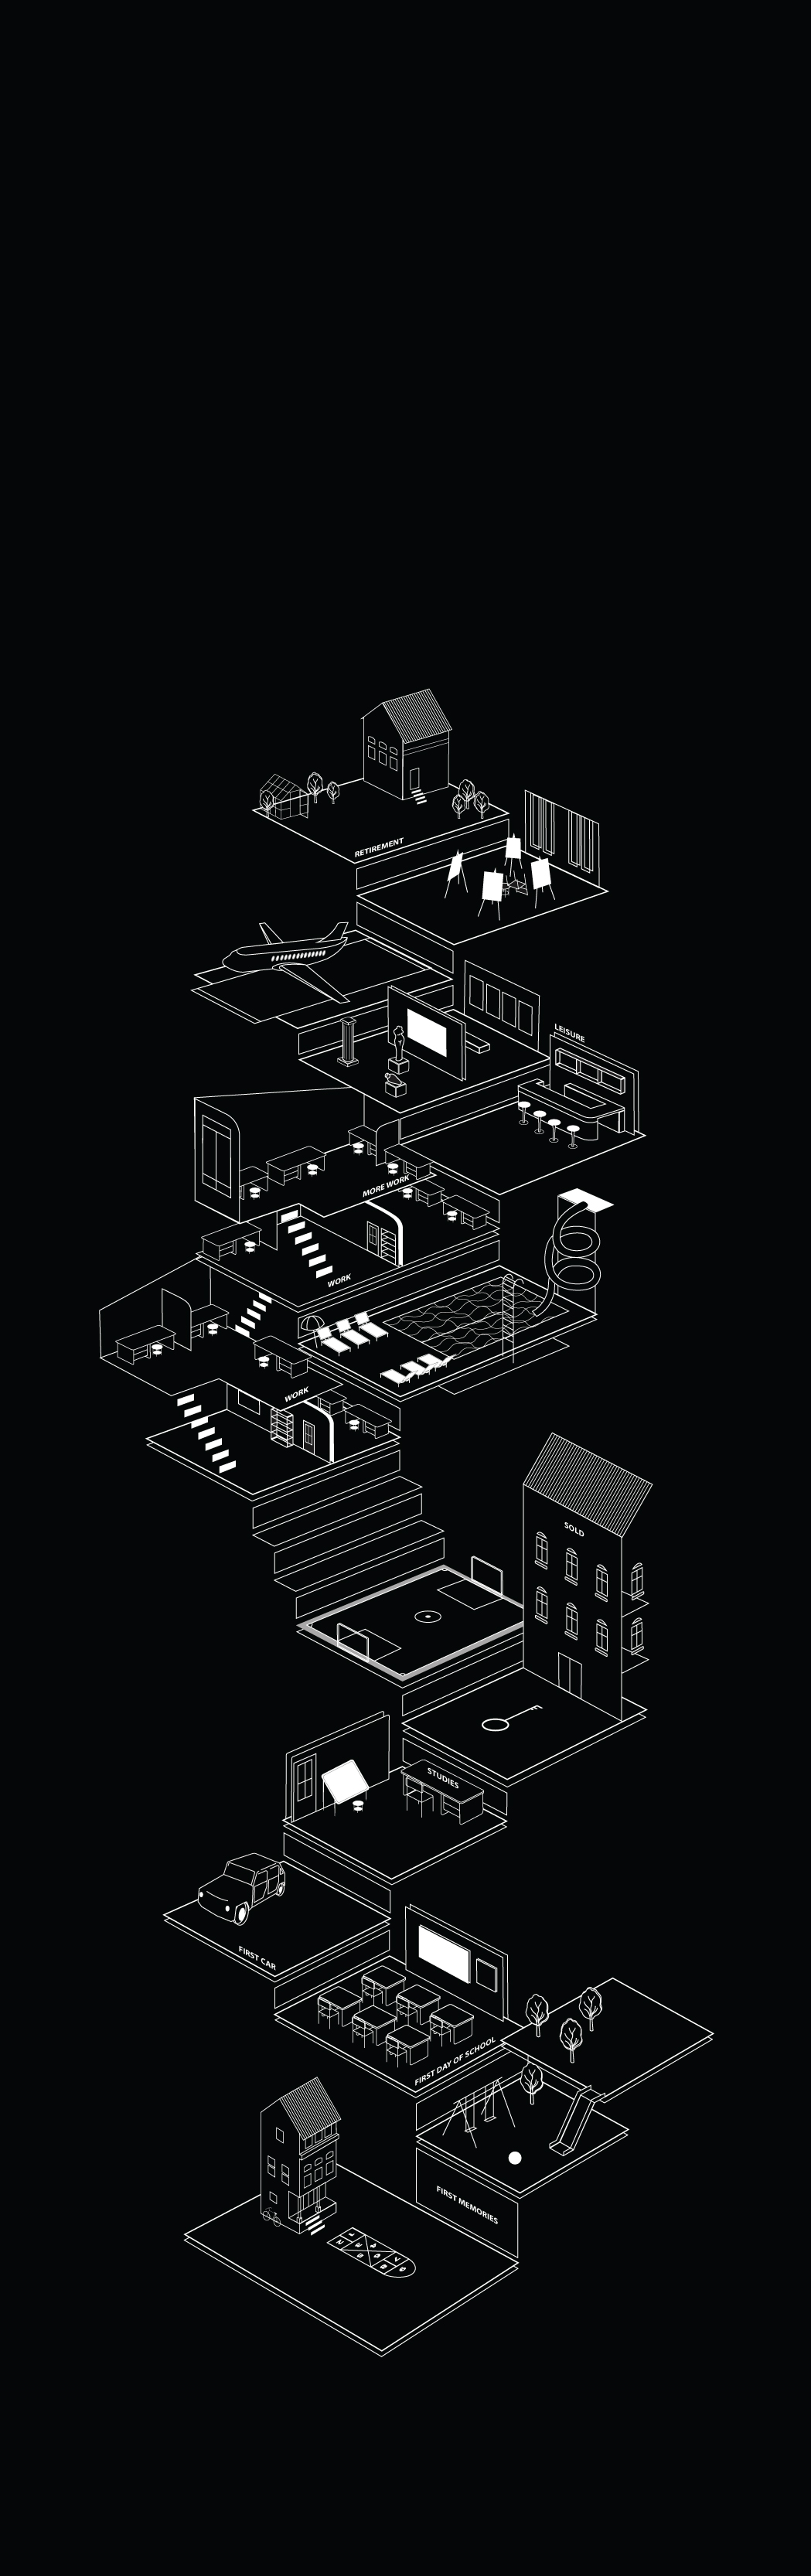 RETIREMENT
LEISURE
MORE WORK
WORK
WORK
SOLD
STUDIES
FIRST CAR
FIRST DAY OF SCHOOL
FIRST MEMORIES